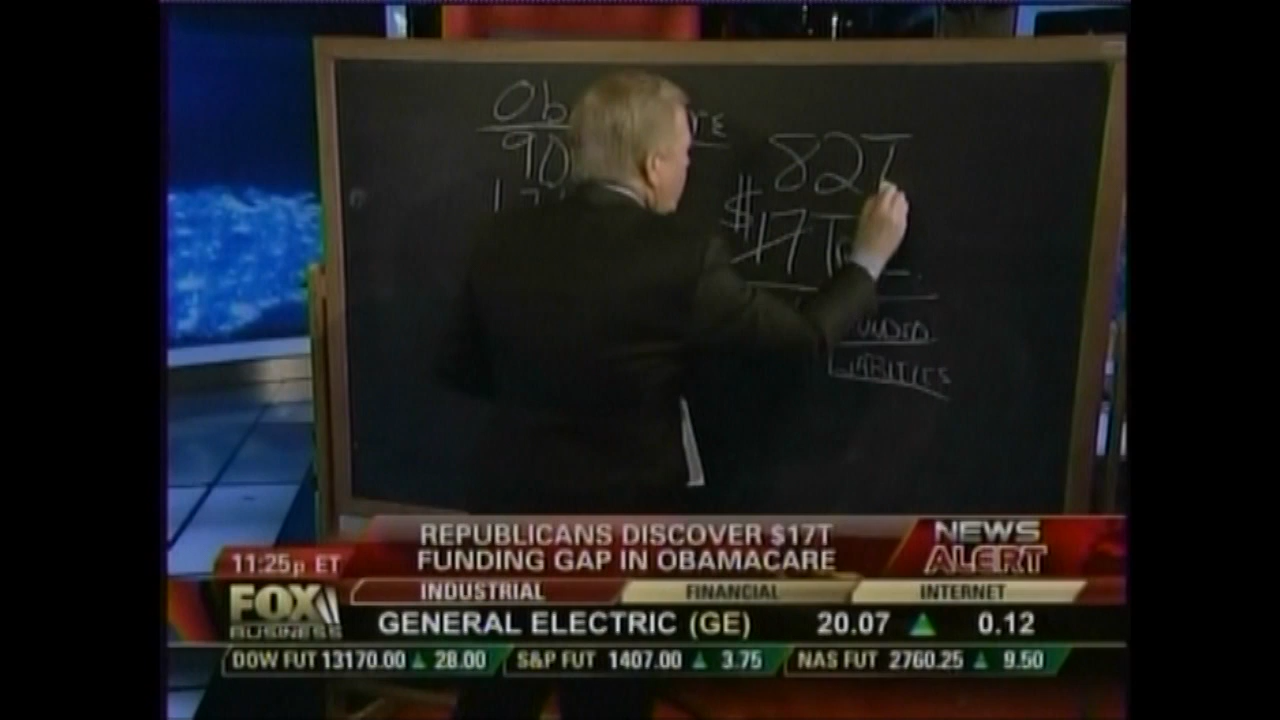 Ob
90
827
$17T
LIABILITIES
REPUBLICANS DISCOVER $17T
FUNDING GAP IN OBAMACARE
NEWS
ALERT
11:25p ET
INDUSTRIAL FINANCIAL INTERNET
FOX
BUSINESS
GENERAL ELECTRIC (GE) 20.07 ▲ 0.12
DOW FUT 13170.00 ▲ 28.00 S&P FUT 1407.00 ▲ 3.75 NAS FUT 2760.25 ▲ 9.50